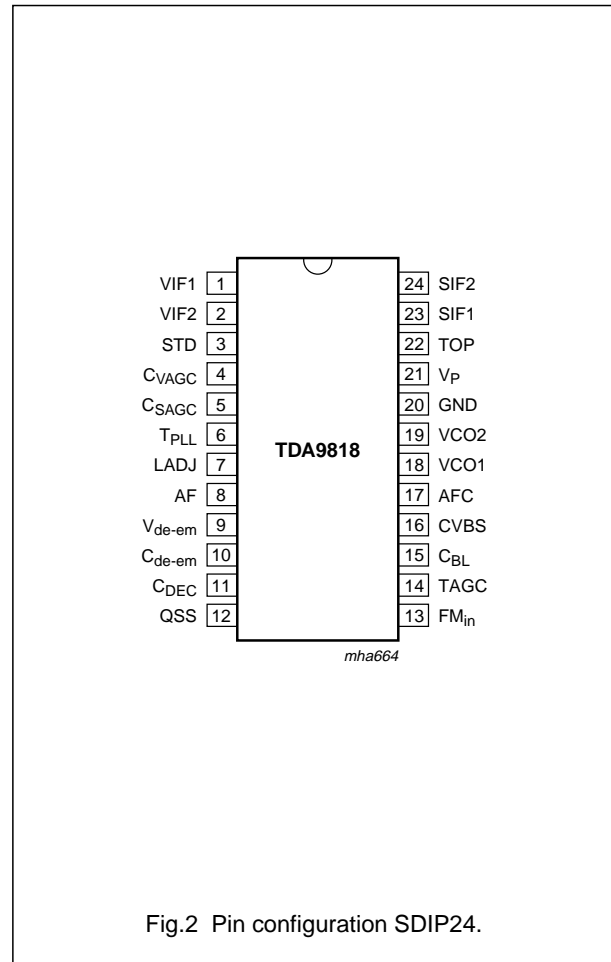 VIF1 1
VIF2 2
STD 3
CVAGC 4
CSAGC 5
TPLL 6
LADJ 7
AF 8
Vde-em 9
Cde-em 10
CDEC 11
QSS 12
TDA9818
24 SIF2
23 SIF1
22 TOP
21 VP
20 GND
19 VCO2
18 VCO1
17 AFC
16 CVBS
15 CBL
14 TAGC
13 FMin
mha664
Fig.2 Pin configuration SDIP24.